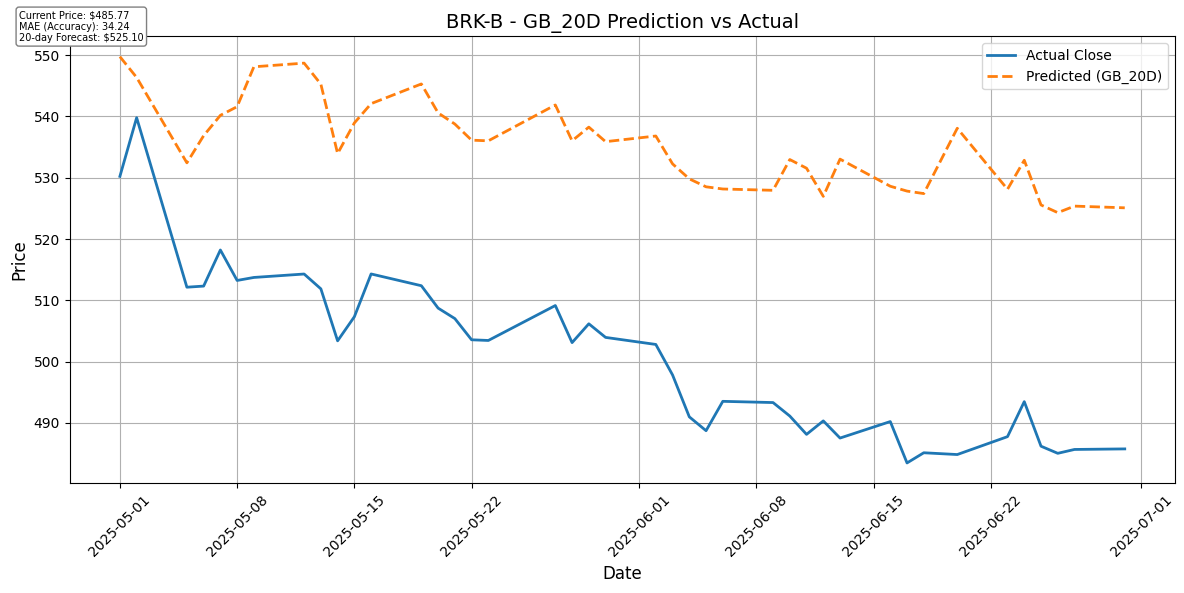 BRK-B - GB_20D Prediction vs Actual
Current Price: $485.77
MAE (Accuracy): 34.24
20-day Forecast: $525.10
Actual Close
Predicted (GB_20D)
Price
550
540
530
520
510
500
490
2025-05-01
2025-05-08
2025-05-15
2025-05-22
2025-06-01
2025-06-08
2025-06-15
2025-06-22
2025-07-01
Date